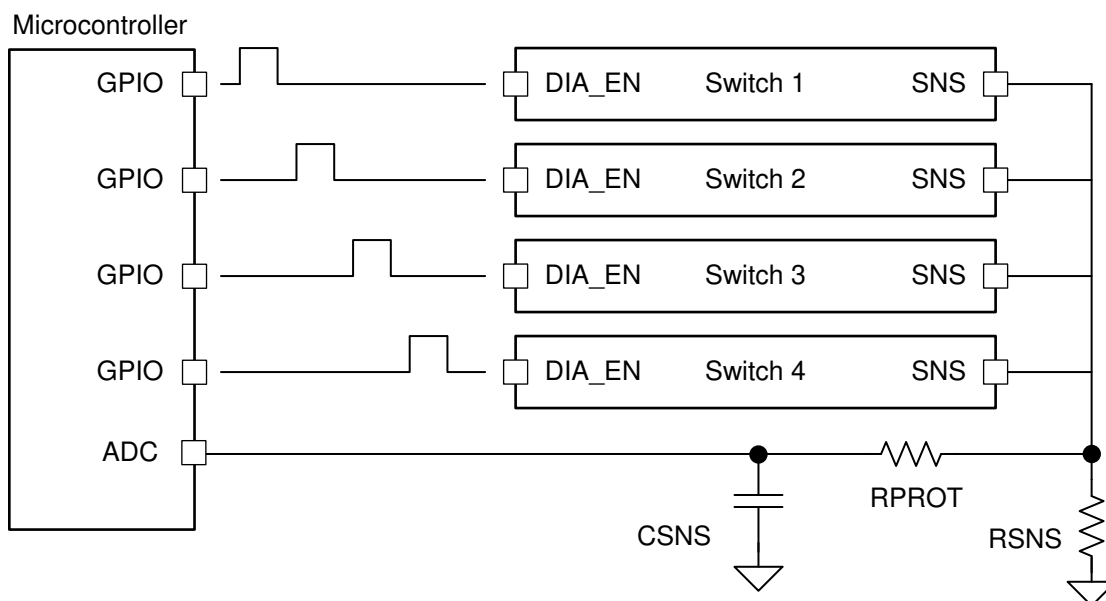 Microcontroller
GPIO DIA_EN Switch 1 SNS
GPIO DIA_EN Switch 2 SNS
GPIO DIA_EN Switch 3 SNS
GPIO DIA_EN Switch 4 SNS
ADC
RPROT
CSNS RSNS